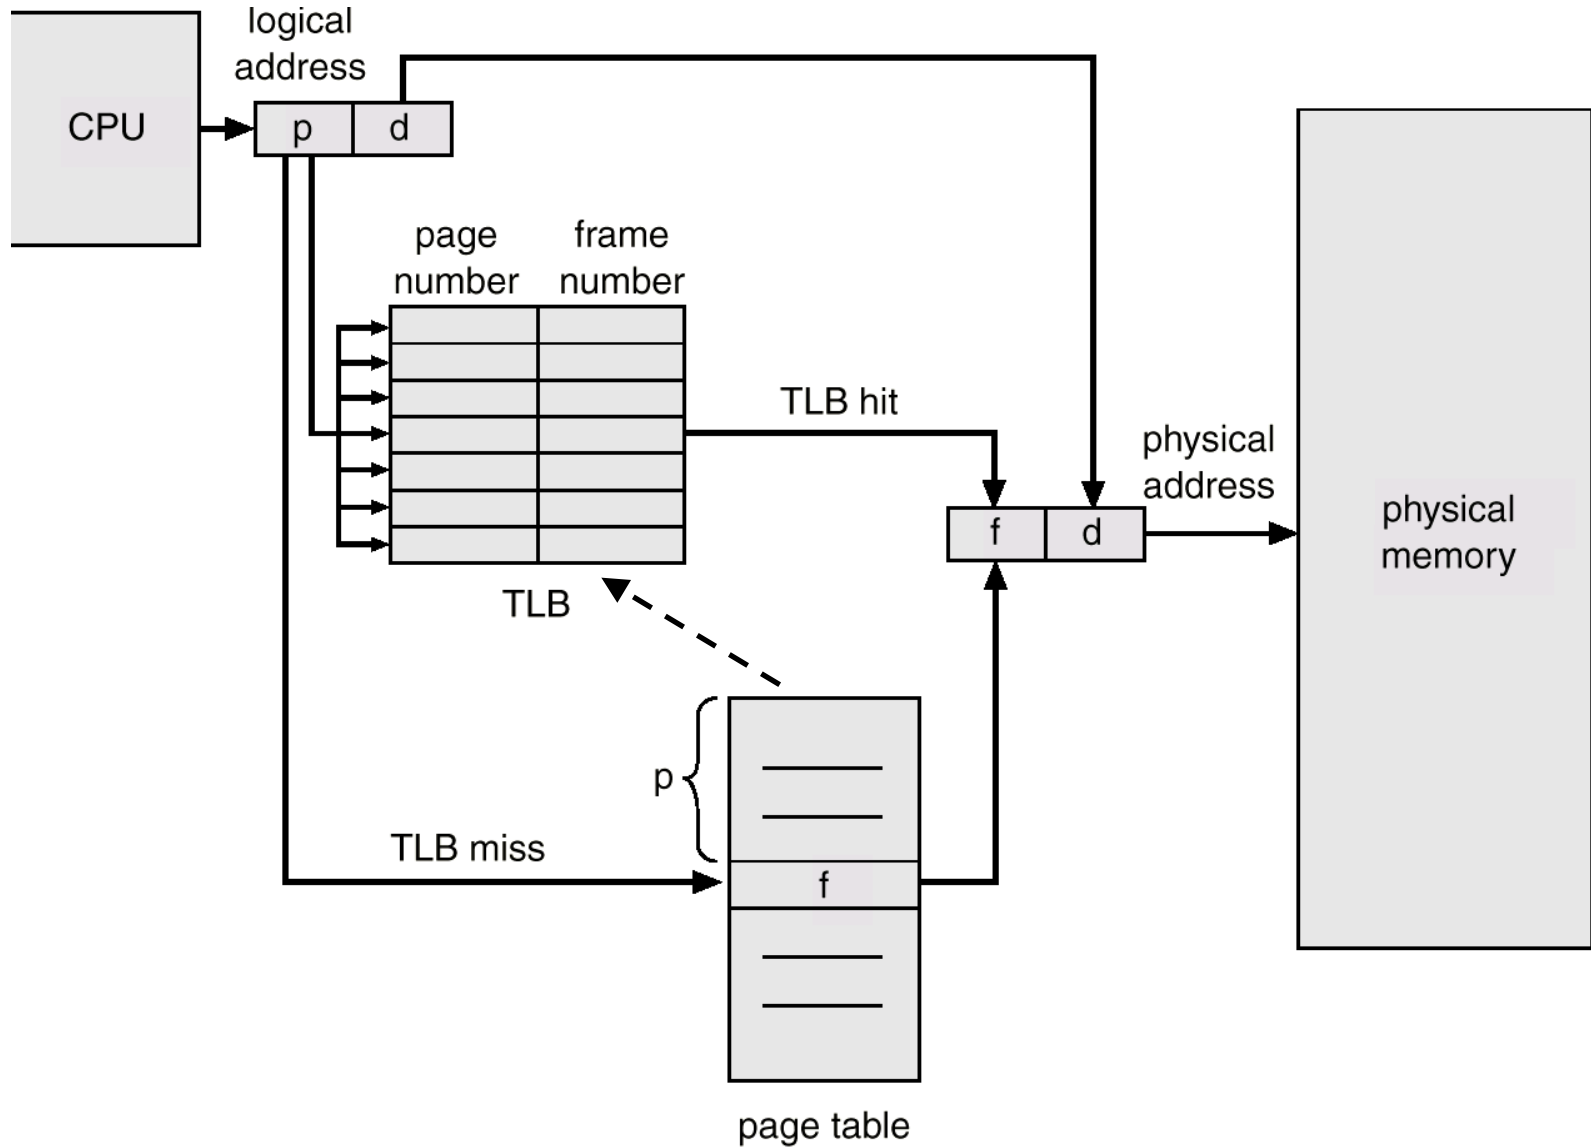 logical
address
CPU
p
d
page
number
frame
number
TLB hit
physical
address
f
d
physical
memory
TLB
p
TLB miss
f
page table